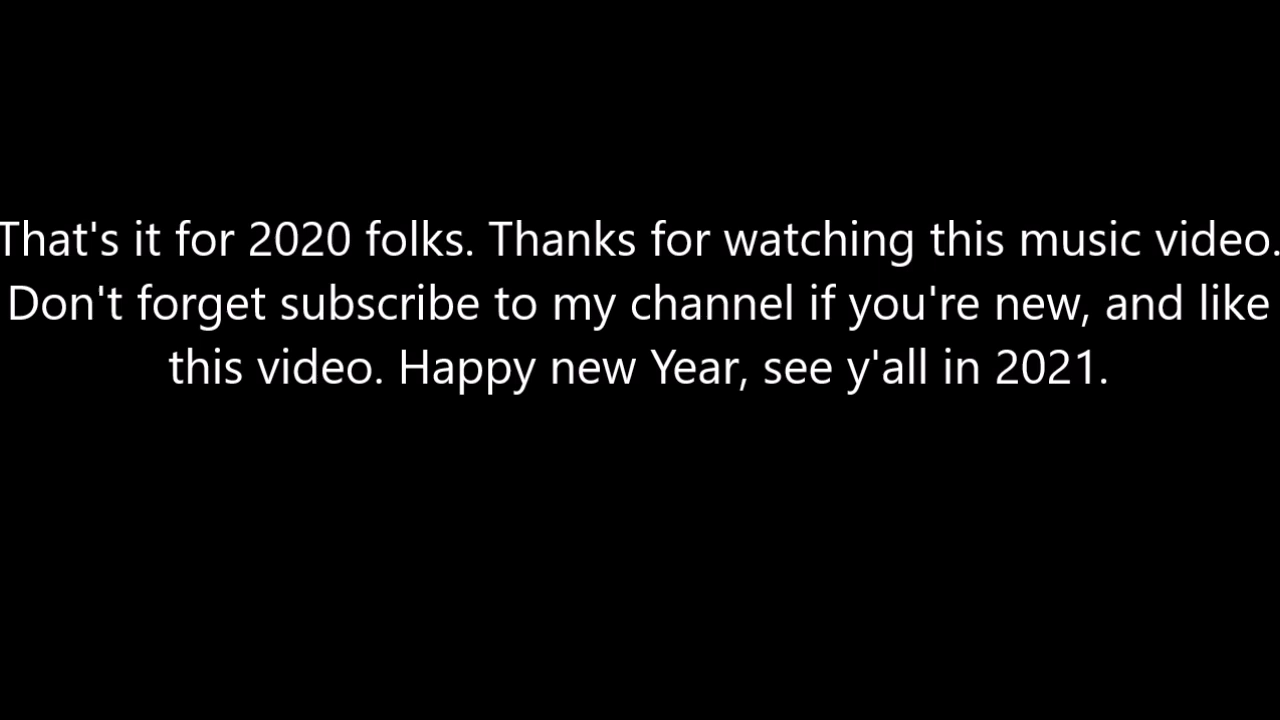 That's it for 2020 folks. Thanks for watching this music video.
Don't forget subscribe to my channel if you're new, and like
this video. Happy new Year, see y'all in 2021.